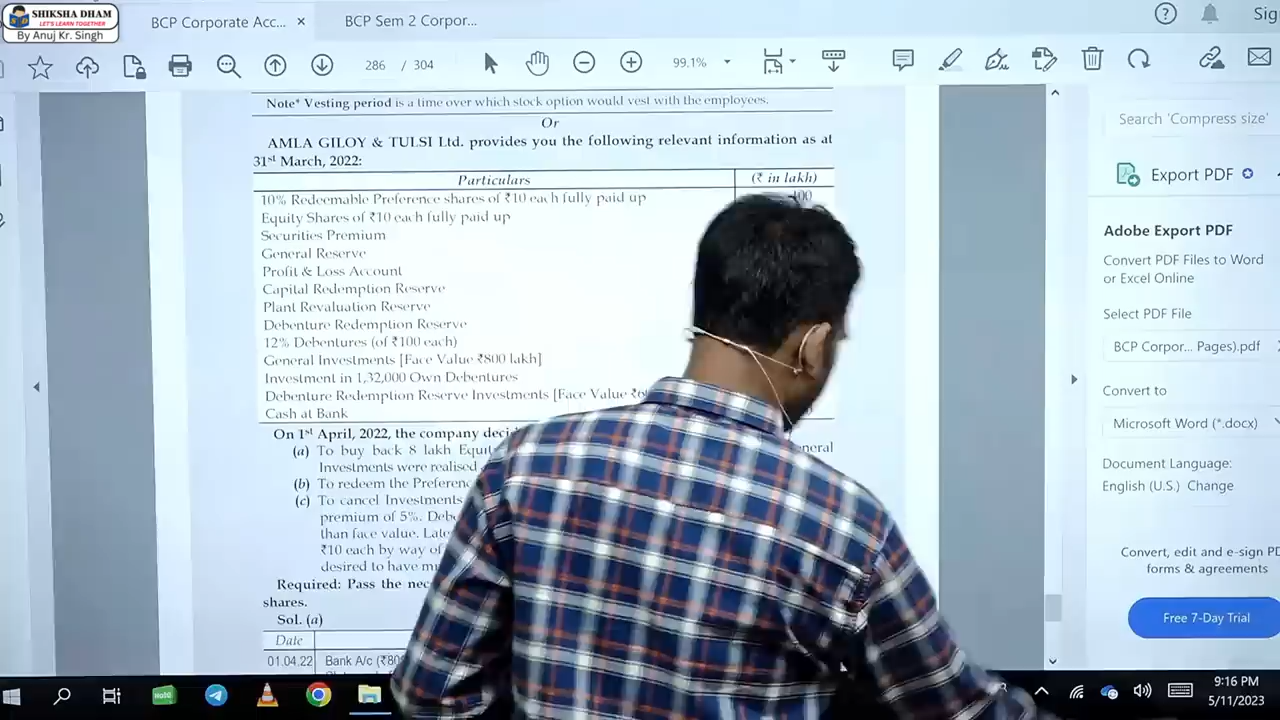 SHIKSHA DHAM
LET'S LEARN TOGETHER
By Anuj Kr. Singh
BCP Corporate Acc... ×
BCP Sem 2 Corpor...
Sig
286 / 304
99.1%
Note* Vesting period is a time over which stock option would vest with the employees.
Or
AMLA GILOY & TULSI Ltd. provides you the following relevant information as at
31st March, 2022:
Particulars (₹ in lakh)
10% Redeemable Preference shares of ₹10 each fully paid up 100
Equity Shares of ₹10 each fully paid up
Securities Premium
General Reserve
Profit & Loss Account
Capital Redemption Reserve
Plant Revaluation Reserve
Debenture Redemption Reserve
12% Debentures (of ₹100 each)
General Investments [Face Value ₹800 lakh]
Investment in 1,32,000 Own Debentures
Debenture Redemption Reserve Investments [Face Value
Cash at Bank
On 1st April, 2022, the company deci
(a) To buy back 8 lakh Equit
Investments were realised
(b) To redeem the Preferenc
(c) To cancel Investments
premium of 5%. Deb
than face value. Late
₹10 each by way of
desired to have m
Required: Pass the nec
shares.
Sol. (a)
Date
01.04.22 Bank A/c (₹80
Search 'Compress size'
Export PDF
Adobe Export PDF
Convert PDF Files to Word
or Excel Online
Select PDF File
BCP Corpor... Pages).pdf
Convert to
Microsoft Word (*.docx)
Document Language:
English (U.S.) Change
Convert, edit and e-sign PD
forms & agreements
Free 7-Day Trial
9:16 PM
5/11/2023